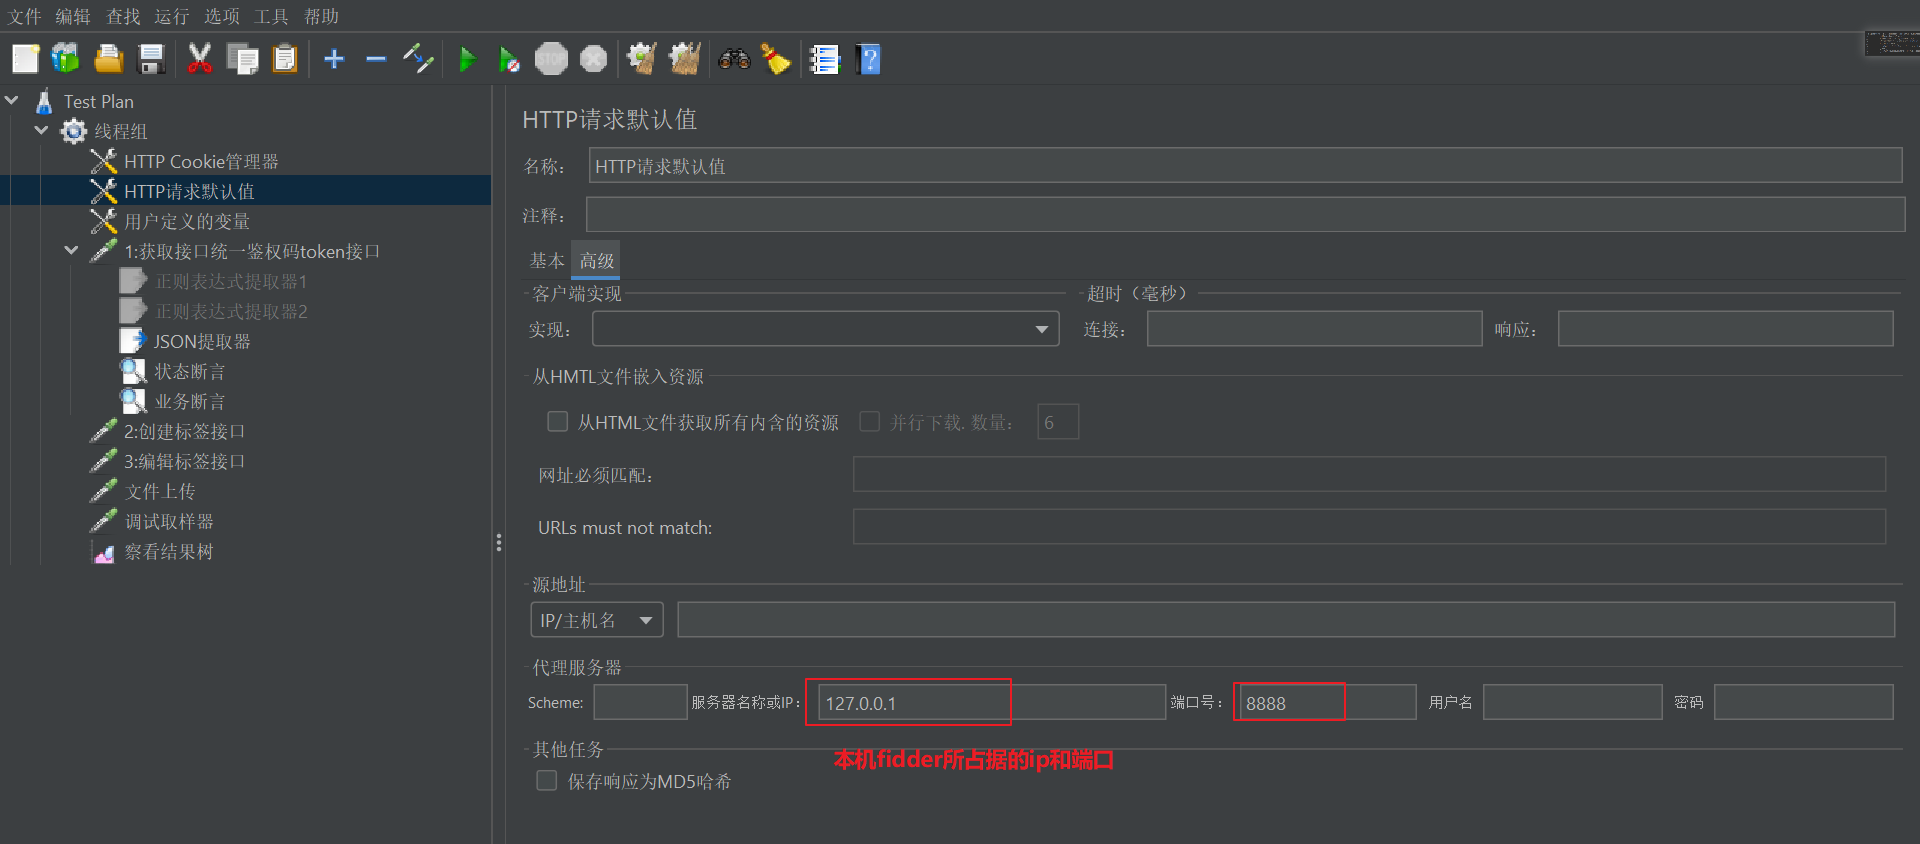 文件 编辑 查找 运行 选项 工具 帮助
STOP
Test Plan
线程组
HTTP Cookie管理器
HTTP请求默认值
用户定义的变量
1:获取接口统一鉴权码token接口
正则表达式提取器1
正则表达式提取器2
JSON提取器
状态断言
业务断言
2:创建标签接口
3:编辑标签接口
文件上传
调试取样器
察看结果树
HTTP请求默认值
名称: HTTP请求默认值
注释:
基本 高级
客户端实现 超时（毫秒）
实现: 连接: 响应:
从HMTL文件嵌入资源
从HTML文件获取所有内含的资源 并行下载. 数量: 6
网址必须匹配:
URLs must not match:
源地址
IP/主机名
代理服务器
Scheme: 服务器名称或IP: 127.0.0.1 端口号: 8888 用户名 密码
其他任务
本机fidder所占据的ip和端口
保存响应为MD5哈希